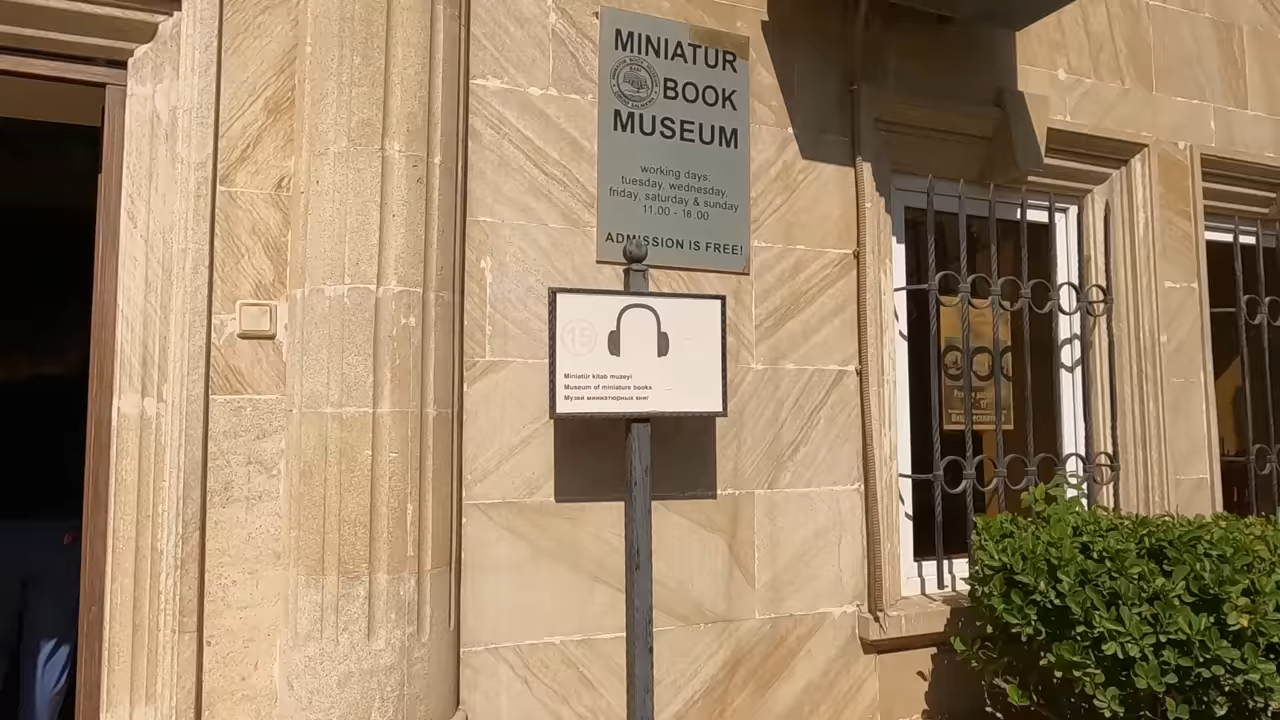 MINIATUR
BOOK
MUSEUM
working days:
tuesday, wednesday,
friday, saturday & sunday
11.00 - 18.00
ADMISSION IS FREE!
15
Miniatür kitab muzeyi
Museum of miniature books
Музей миниатюрных книг